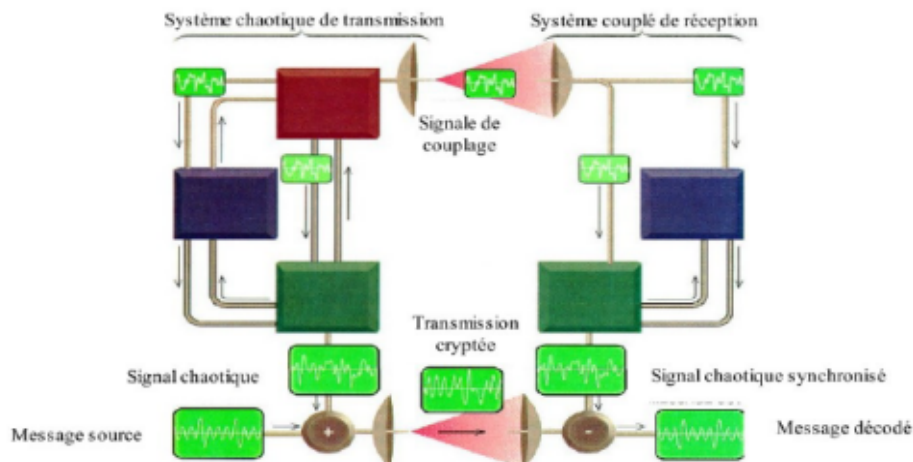 Système chaotique de transmission
Système couplé de réception
Signale de
couplage
Transmission
cryptée
Signal chaotique
Signal chaotique synchronisé
Message source
+
-
Message décodé